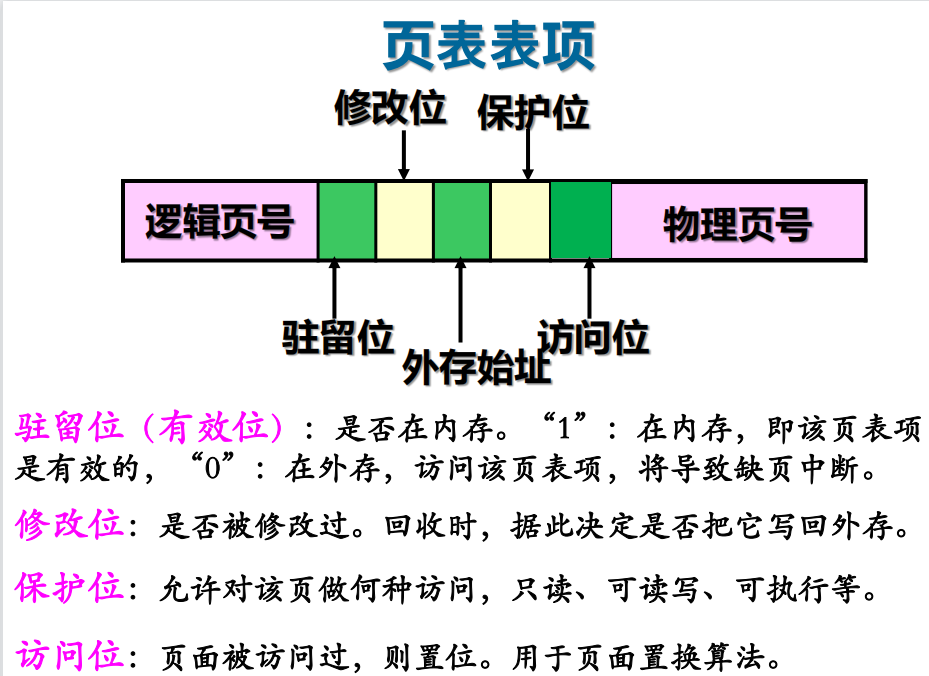 页表表项
修改位 保护位
逻辑页号 物理页号
驻留位 外存始址 访问位
驻留位（有效位）：是否在内存。“1”：在内存，即该页表项
是有效的，“0”：在外存，访问该页表项，将导致缺页中断。
修改位：是否被修改过。回收时，据此决定是否把它写回外存。
保护位：允许对该页做何种访问，只读、可读写、可执行等。
访问位：页面被访问过，则置位。用于页面置换算法。